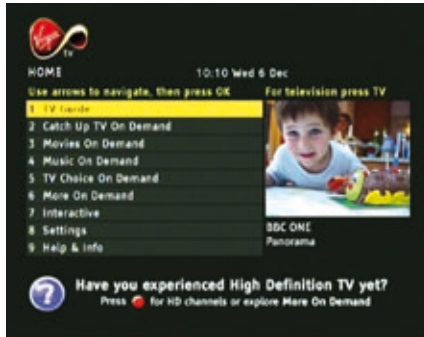 Virgin
TV
HOME 10:10 Wed 6 Dec
Use arrows to navigate, then press OK For television press TV
1 TV Guide
2 Catch Up TV On Demand
3 Movies On Demand
4 Music On Demand
5 TV Choice On Demand
6 More On Demand
7 Interactive
8 Settings
9 Help & Info
BBC ONE
Panorama
? Have you experienced High Definition TV yet?
Press for HD channels or explore More On Demand